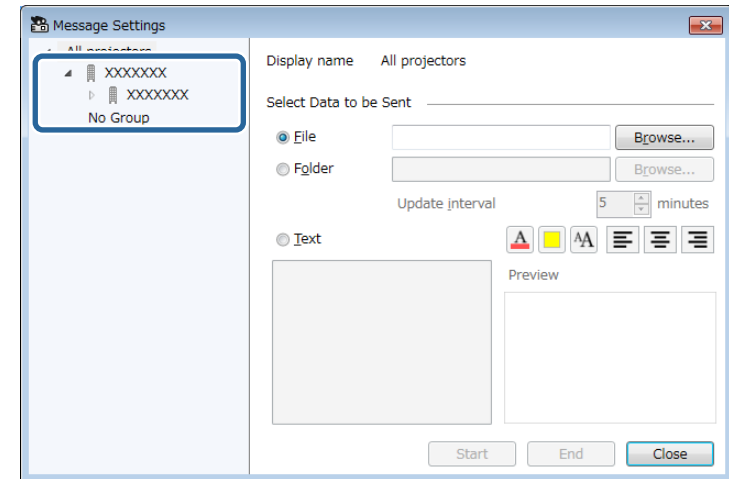 Message Settings
All projectors
XXXXXXX
XXXXXXX
No Group
Display name All projectors
Select Data to be Sent
File Browse...
Folder Browse...
Update interval 5 minutes
Text A AA
Preview
Start End Close